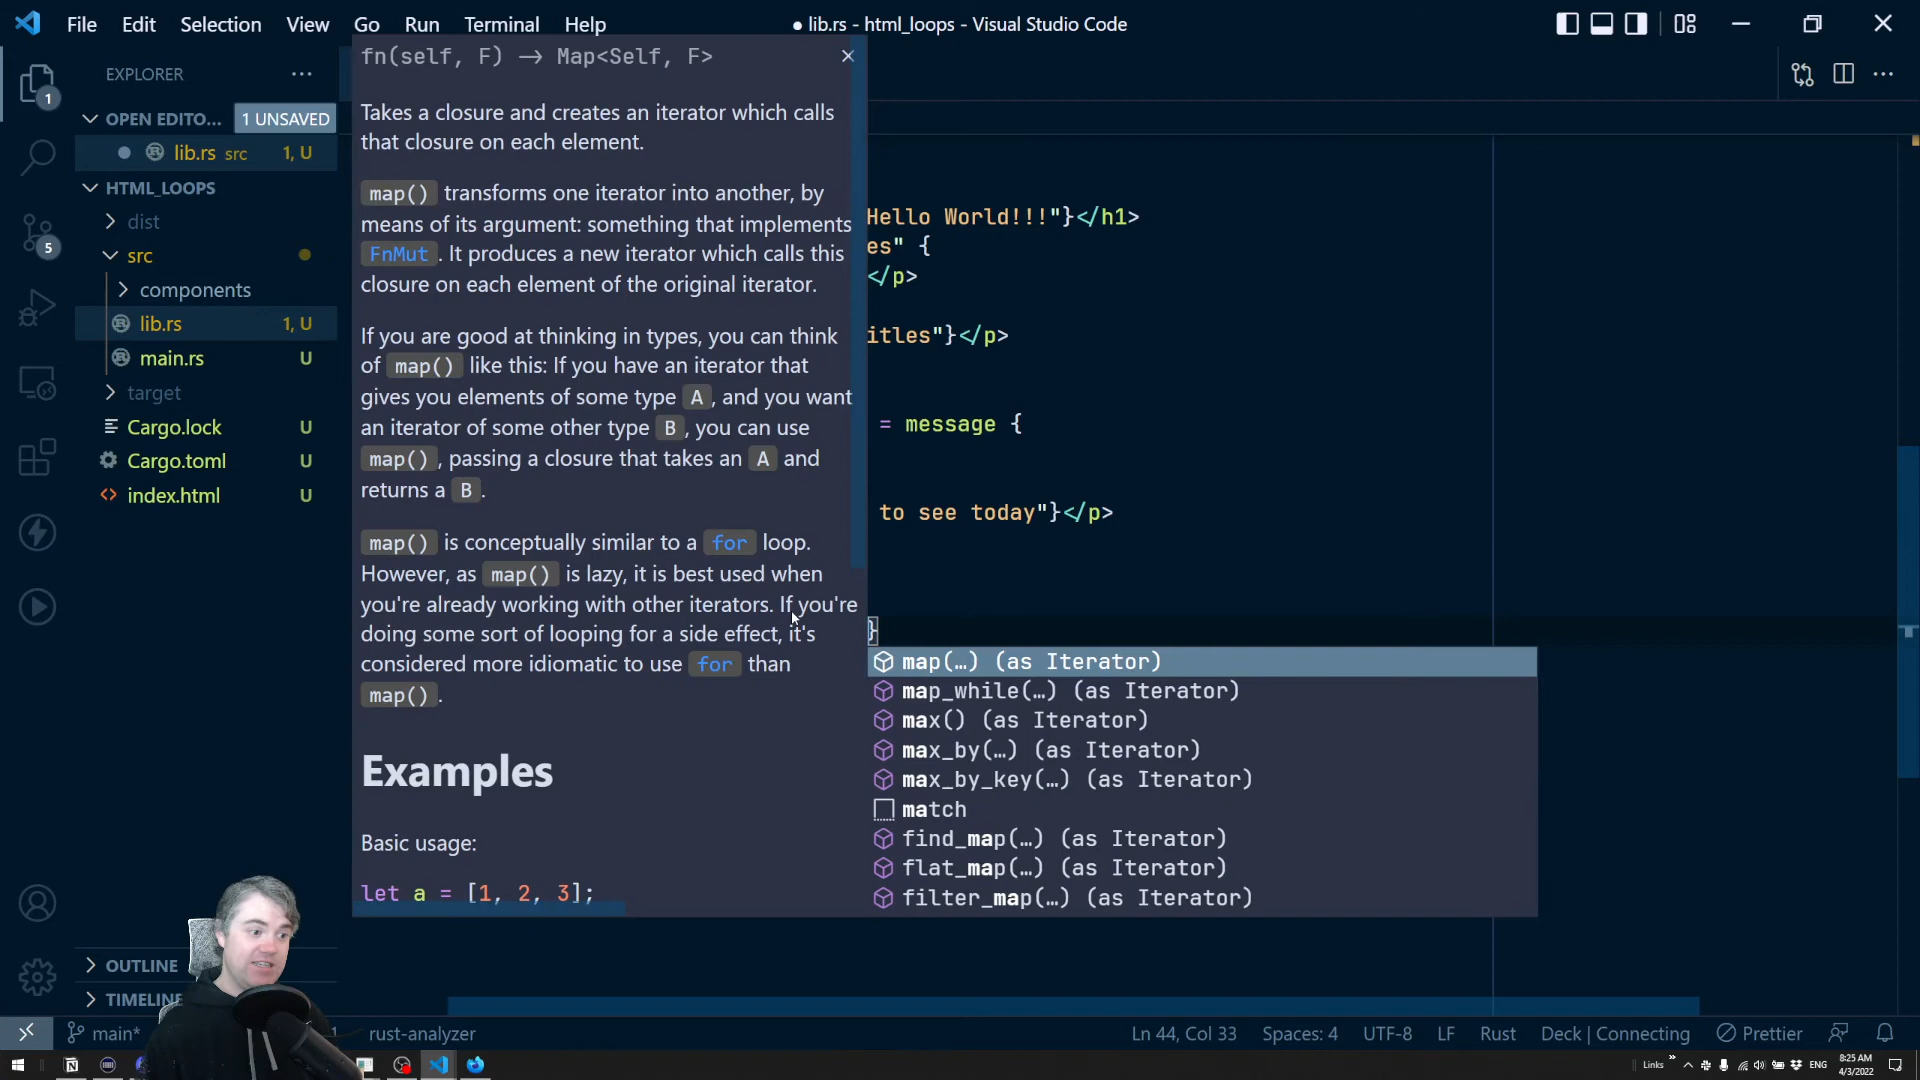 File Edit Selection View Go Run Terminal Help
● lib.rs - html_loops - Visual Studio Code
EXPLORER
OPEN EDITO... 1 UNSAVED
lib.rs src 1, U
HTML_LOOPS
dist
src
components
lib.rs 1, U
main.rs U
target
Cargo.lock U
Cargo.toml U
index.html U
OUTLINE
TIMELINE
1
5
fn(self, F) -> Map<Self, F>
Takes a closure and creates an iterator which calls
that closure on each element.
map() transforms one iterator into another, by
means of its argument: something that implements
FnMut. It produces a new iterator which calls this
closure on each element of the original iterator.
If you are good at thinking in types, you can think
of map() like this: If you have an iterator that
gives you elements of some type A, and you want
an iterator of some other type B, you can use
map(), passing a closure that takes an A and
returns a B.
map() is conceptually similar to a for loop.
However, as map() is lazy, it is best used when
you're already working with other iterators. If you're
doing some sort of looping for a side effect, it's
considered more idiomatic to use for than
map().
Examples
Basic usage:
let a = [1, 2, 3];
Hello World!!!"}</h1>
es" {
</p>
itles"}</p>
= message {
to see today"}</p>
}
map(…) (as Iterator)
map_while(…) (as Iterator)
max() (as Iterator)
max_by(…) (as Iterator)
max_by_key(…) (as Iterator)
match
find_map(…) (as Iterator)
flat_map(…) (as Iterator)
filter_map(…) (as Iterator)
main* 1 rust-analyzer Ln 44, Col 33 Spaces: 4 UTF-8 LF Rust Deck | Connecting Prettier
Links ENG
8:25 AM
4/3/2022